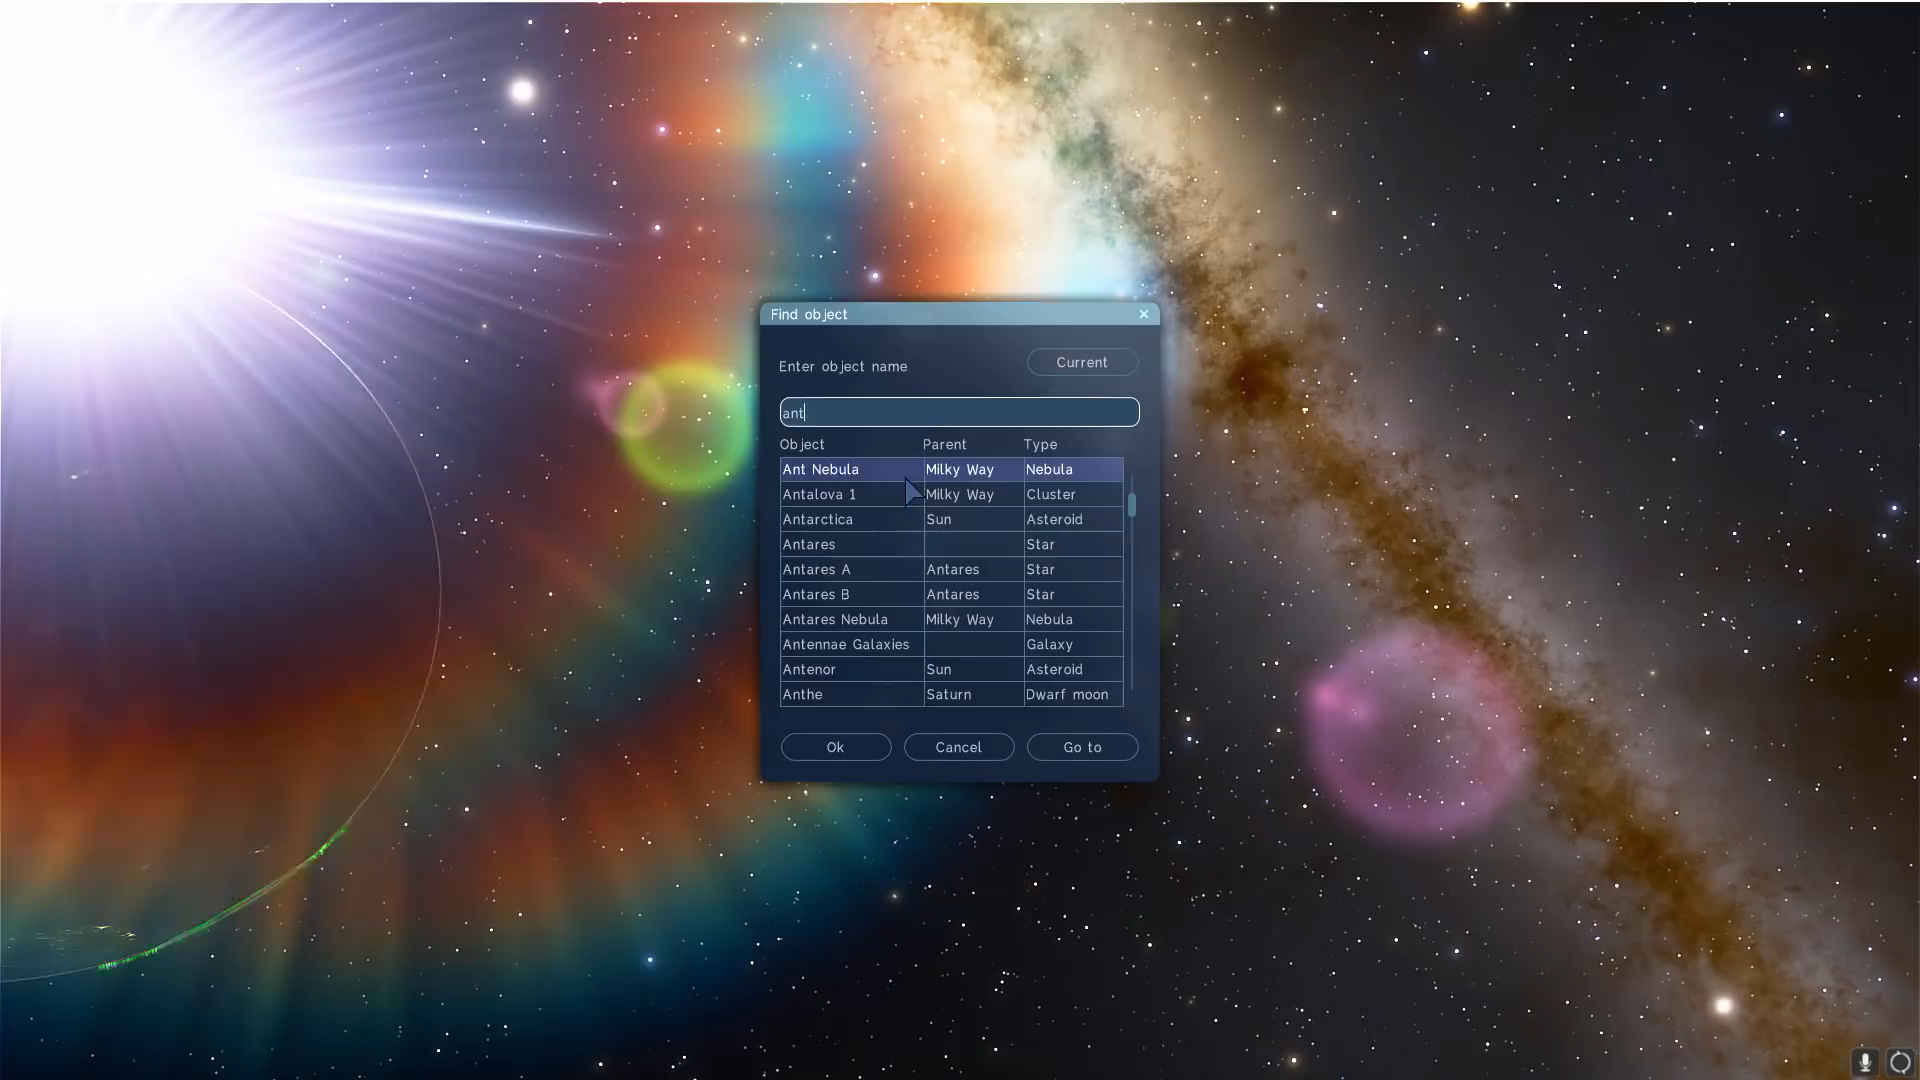 Find object
Enter object name Current
ant
Object Parent Type
Ant Nebula Milky Way Nebula
Antalova 1 Milky Way Cluster
Antarctica Sun Asteroid
Antares Star
Antares A Antares Star
Antares B Antares Star
Antares Nebula Milky Way Nebula
Antennae Galaxies Galaxy
Antenor Sun Asteroid
Anthe Saturn Dwarf moon
Ok Cancel Go to